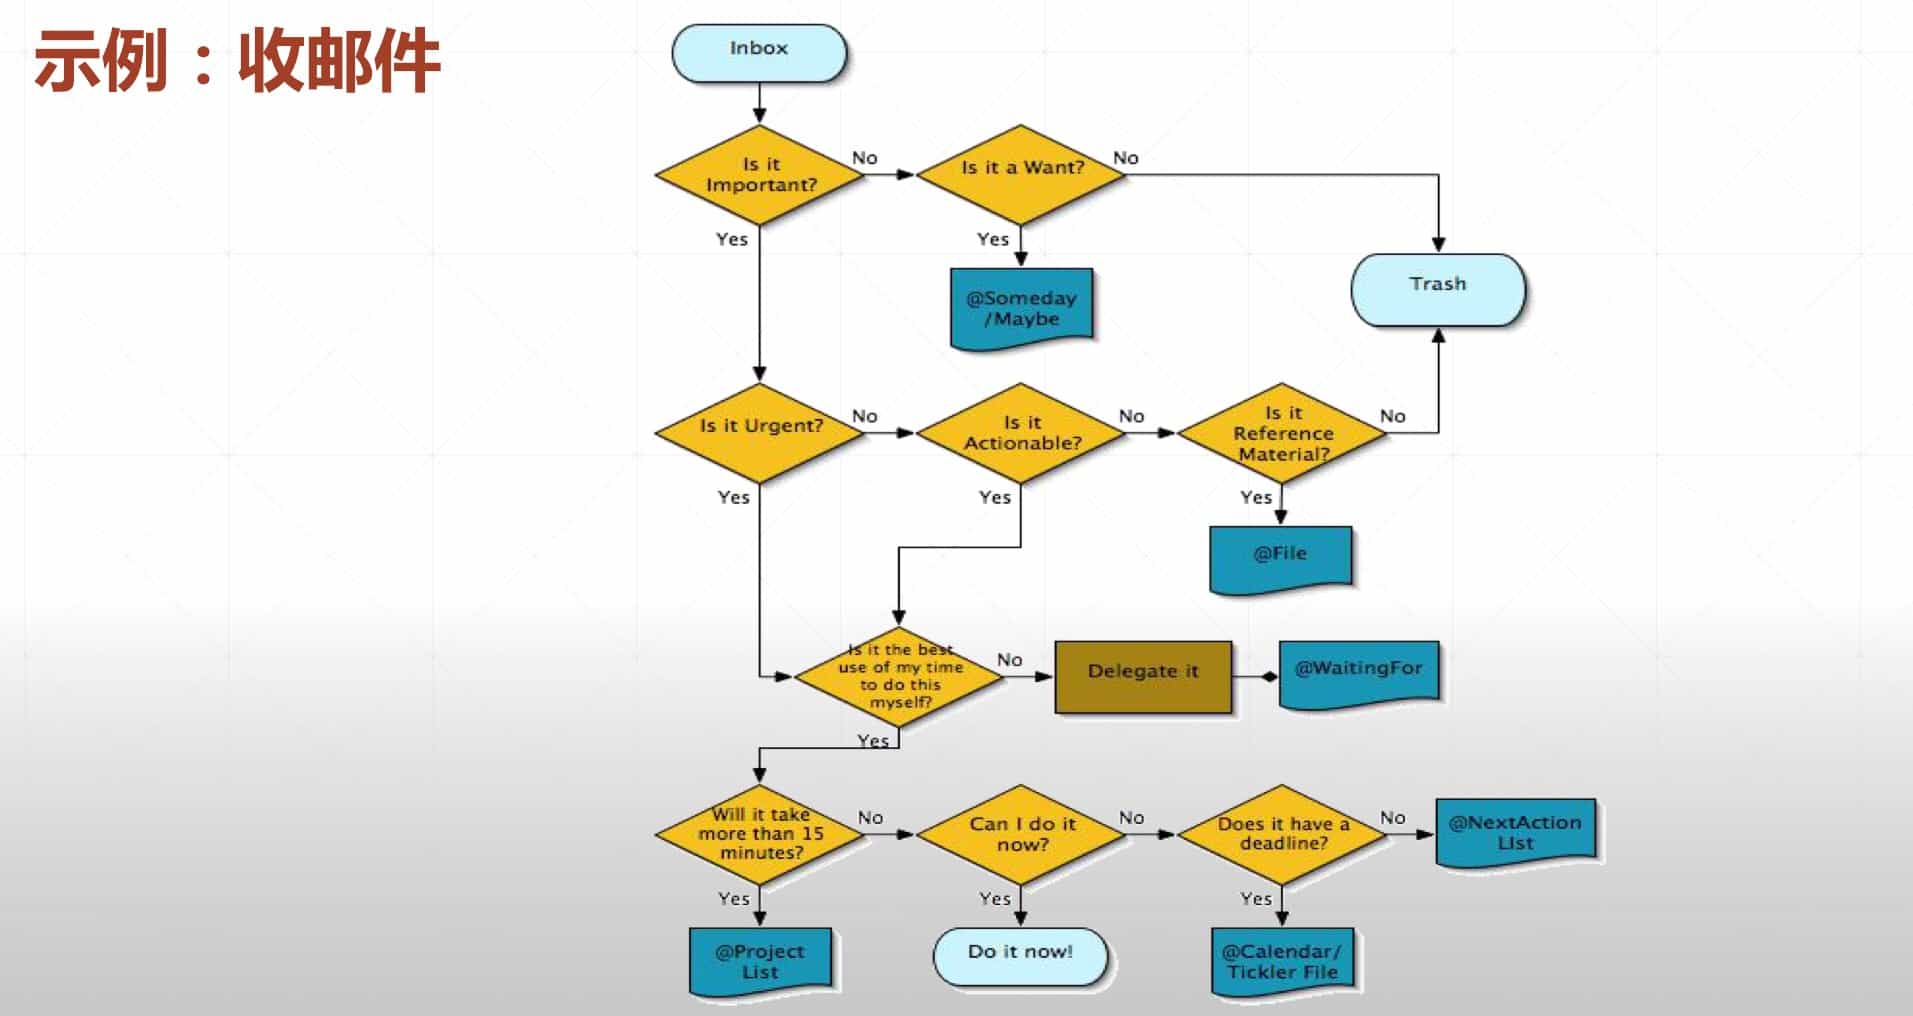 示例：收邮件
Inbox
Is it
Important?
No
Is it a Want?
No
Yes
Yes
@Someday
/Maybe
Trash
Is it Urgent?
No
Is it
Actionable?
No
Is it
Reference
Material?
No
Yes
Yes
Yes
@File
Is it the best
use of my time
to do this
myself?
No
Delegate it
@WaitingFor
Yes
Will it take
more than 15
minutes?
No
Can I do it
now?
No
Does it have a
deadline?
No
@NextAction
LIst
Yes
Yes
Yes
@Project
List
Do it now!
@Calendar/
Tickler File